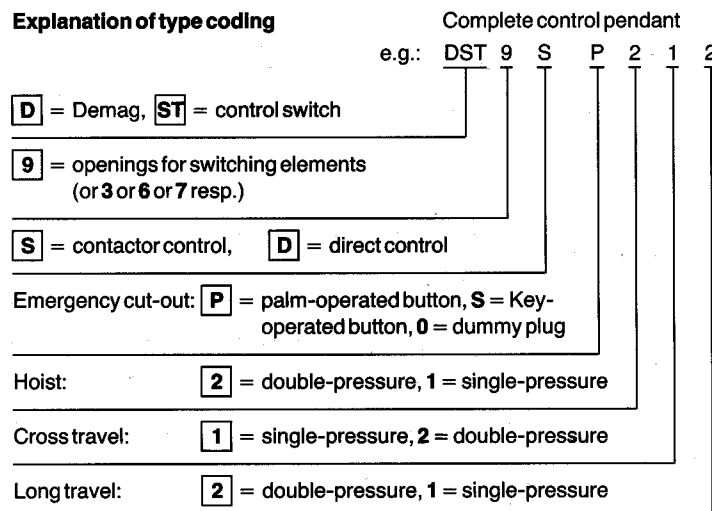 Explanation of type coding
Complete control pendant
e.g.: DST 9 S P 2 1 2
D = Demag, ST = control switch
9 = openings for switching elements
(or 3 or 6 or 7 resp.)
S = contactor control, D = direct control
Emergency cut-out: P = palm-operated button, S = Key-
operated button, 0 = dummy plug
Hoist: 2 = double-pressure, 1 = single-pressure
Cross travel: 1 = single-pressure, 2 = double-pressure
Long travel: 2 = double-pressure, 1 = single-pressure